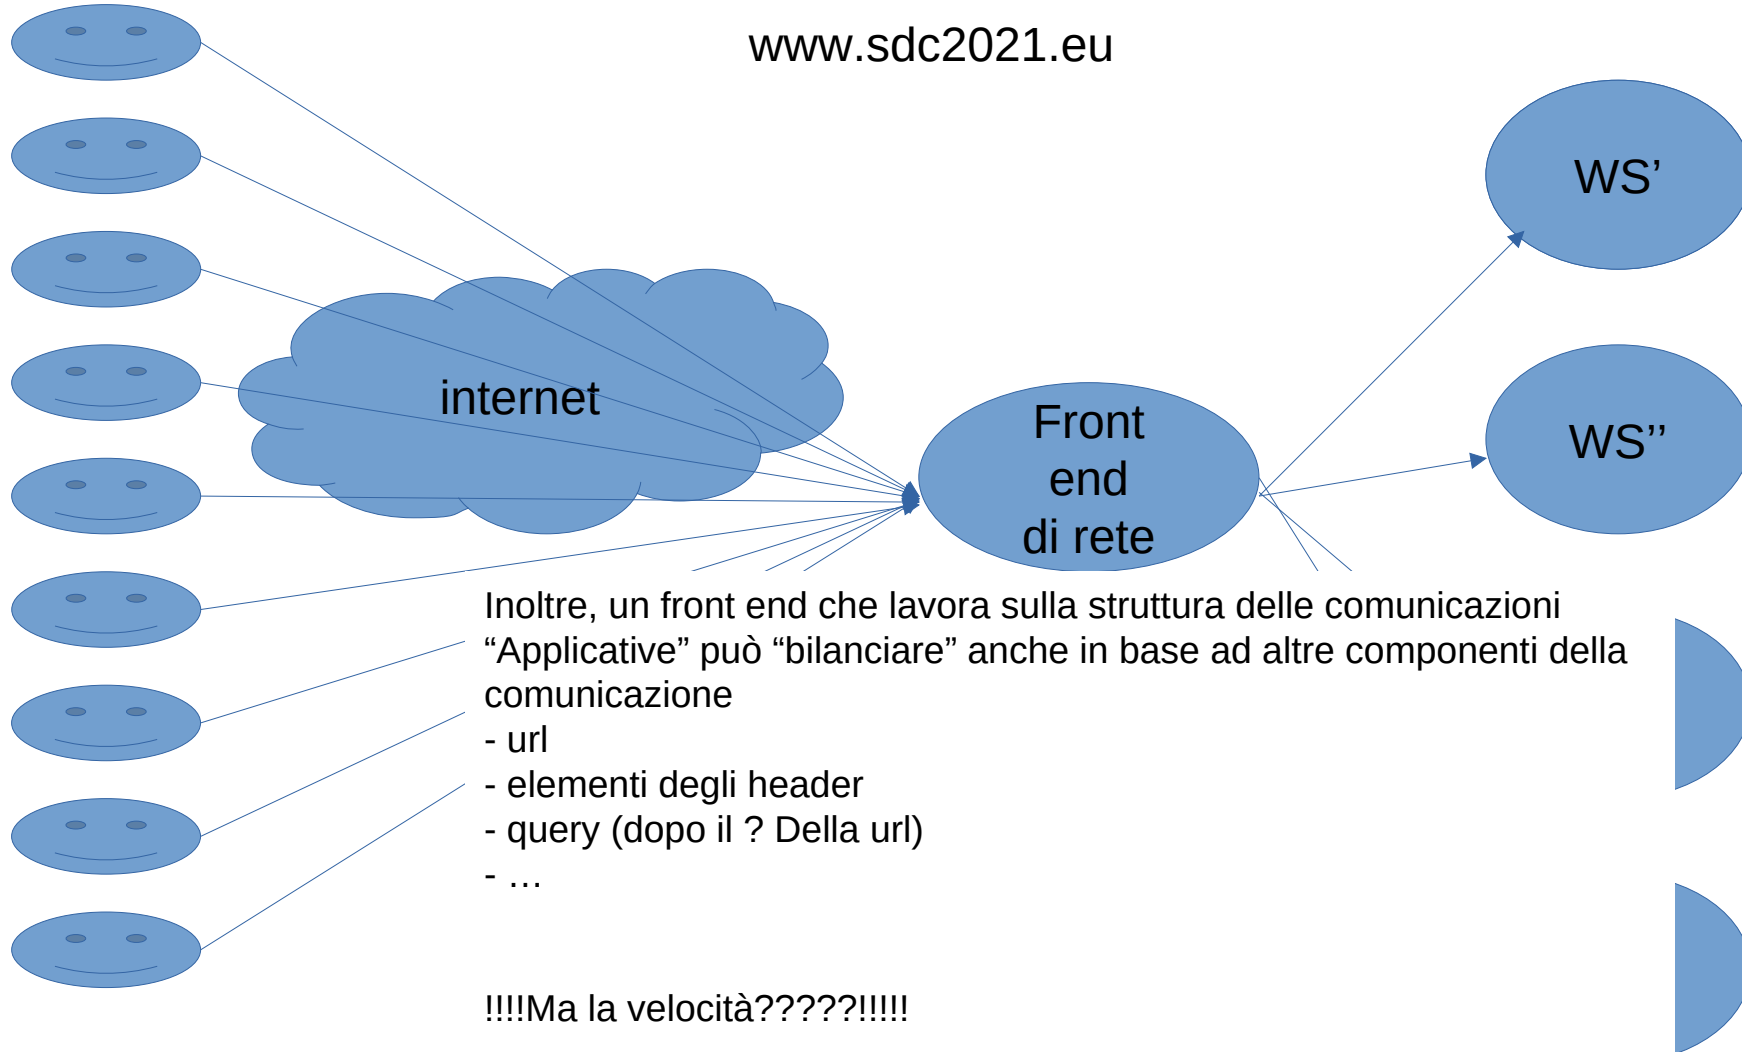 www.sdc2021.eu
WS’
internet
Front
end
di rete
WS’’
Inoltre, un front end che lavora sulla struttura delle comunicazioni
“Applicative” può “bilanciare” anche in base ad altre componenti della
comunicazione
- url
- elementi degli header
- query (dopo il ? Della url)
- …
!!!!Ma la velocità?????!!!!!